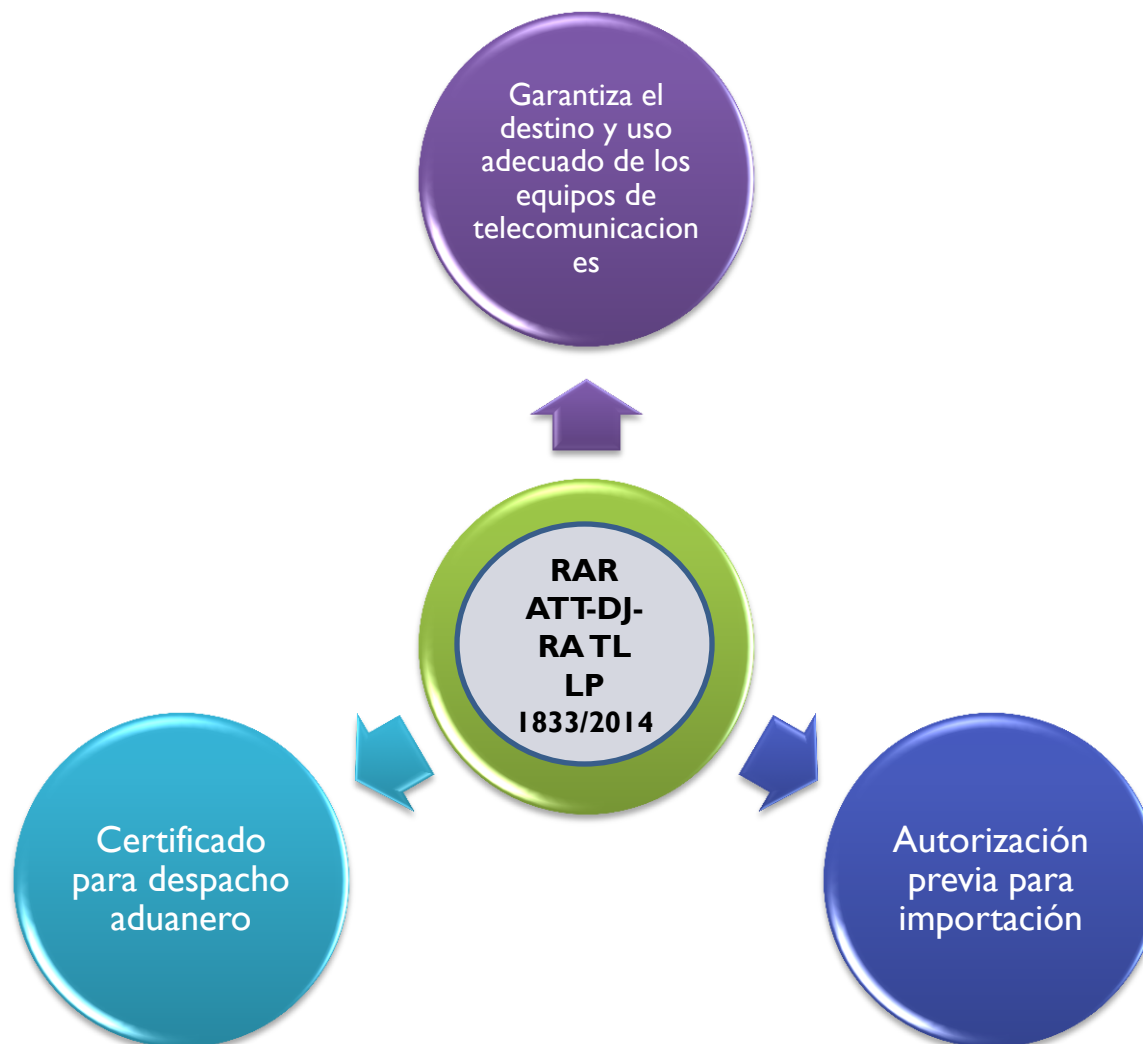 Garantiza el
destino y uso
adecuado de los
equipos de
telecomunicacion
es
RAR
ATT-DJ-
RA TL
LP
1833/2014
Certificado
para despacho
aduanero
Autorización
previa para
importación